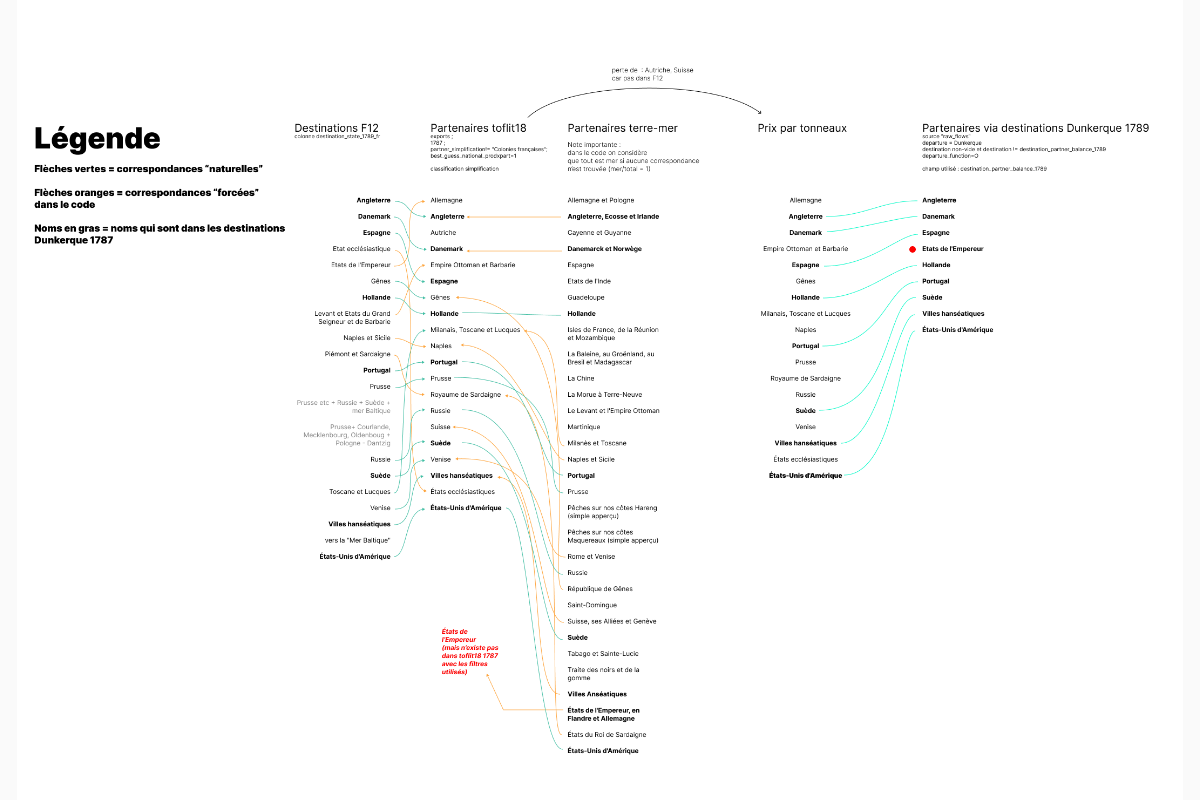 perte de : Autriche, Suisse
car pas dans F12
Légende
Flèches vertes = correspondances “naturelles”
Flèches oranges = correspondances “forcées”
dans le code
Noms en gras = noms qui sont dans les destinations
Dunkerque 1787
Destinations F12
colonne destination_state_1789_fr
Angleterre
Danemark
Espagne
Etat ecclésiastique
Etats de l'Empereur
Gênes
Hollande
Levant et Etats du Grand
Seigneur et de Barbarie
Naples et Sicile
Piémont et Sardaigne
Portugal
Prusse
Prusse etc + Russie + Suède +
mer Baltique
Prusse+ Courlande,
Mecklenbourg, Oldenboug +
Pologne - Dantzig
Russie
Suède
Toscane et Lucques
Venise
Villes hanséatiques
vers la "Mer Baltique"
États-Unis d'Amérique
Partenaires toflit18
exports ;
1787 ;
partner_simplification!= "Colonies françaises";
best_guess_national_prodxpart=1
classification simplification
Allemagne
Angleterre
Autriche
Danemark
Empire Ottoman et Barbarie
Espagne
Gênes
Hollande
Milanais, Toscane et Lucques
Naples
Portugal
Prusse
Royaume de Sardaigne
Russie
Suisse
Suède
Venise
Villes hanséatiques
États ecclésiastiques
États-Unis d'Amérique
États de
l'Empereur
(mais n'existe pas
dans toflit18 1787
avec les filtres
utilisés)
Partenaires terre-mer
Note importante :
dans le code on considère
que tout est mer si aucune correspondance
n'est trouvée (mer/total = 1)
Allemagne et Pologne
Angleterre, Ecosse et Irlande
Cayenne et Guyane
Danemarck et Norwège
Espagne
Etats de l'Inde
Guadeloupe
Hollande
Isles de France, de la Réunion
et Mozambique
La Baleine, au Groënland, au
Bresil et Madagascar
La Chine
La Morue à Terre-Neuve
Le Levant et l'Empire Ottoman
Martinique
Milanès et Toscane
Naples et Sicile
Portugal
Prusse
Pêches sur nos côtes Hareng
(simple apperçu)
Pêches sur nos côtes
Maquereaux (simple apperçu)
Rome et Venise
Russie
République de Gênes
Saint-Domingue
Suisse, ses Alliées et Genève
Suède
Tabago et Sainte-Lucie
Traite des noirs et de la
gomme
Villes Anséatiques
États de l'Empereur, en
Flandre et Allemagne
États du Roi de Sardaigne
États-Unis d'Amérique
Prix par tonneaux
Allemagne
Angleterre
Danemark
Empire Ottoman et Barbarie
Espagne
Gênes
Hollande
Milanais, Toscane et Lucques
Naples
Portugal
Prusse
Royaume de Sardaigne
Russie
Suède
Venise
Villes hanséatiques
États ecclésiastiques
États-Unis d'Amérique
Partenaires via destinations Dunkerque 1789
source "raw_flows"
departure = Dunkerque
destination non-vide et destination != destination_partner_balance_1789
departure_function=O
champ utilisé : destination_partner_balance_1789
Angleterre
Danemark
Espagne
Etats de l'Empereur
Hollande
Portugal
Suède
Villes hanséatiques
États-Unis d'Amérique